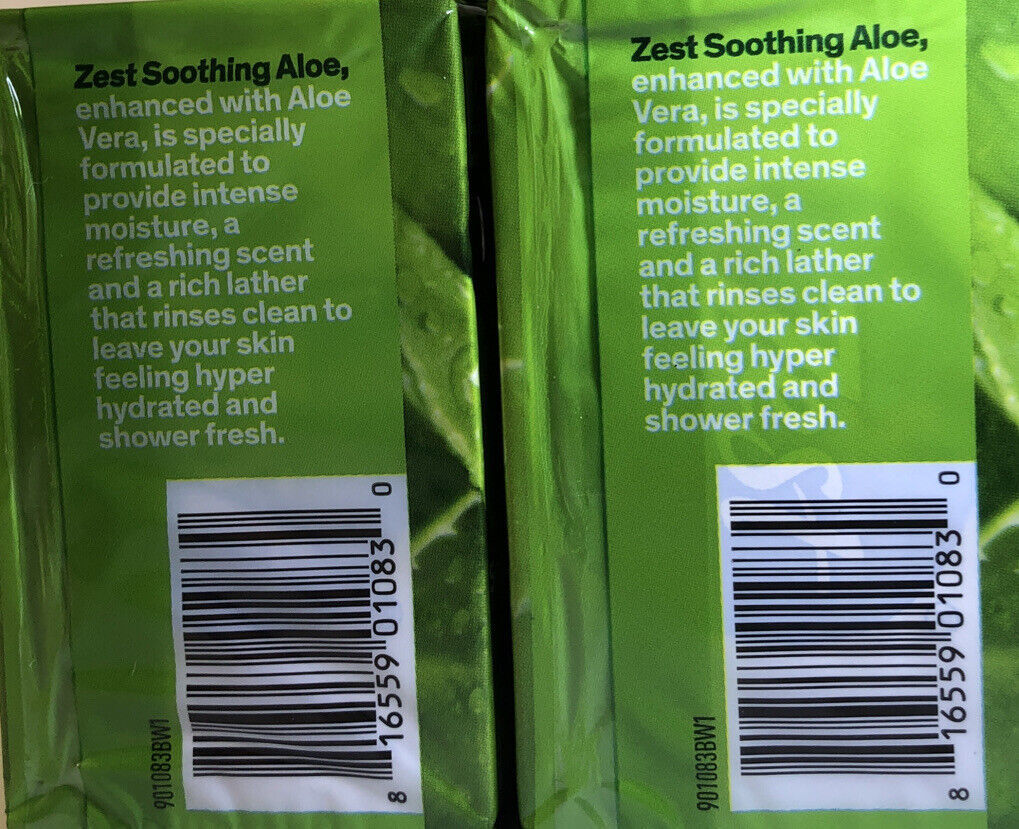 Zest Soothing Aloe,
enhanced with Aloe
Vera, is specially
formulated to
provide intense
moisture, a
refreshing scent
and a rich lather
that rinses clean to
leave your skin
feeling hyper
hydrated and
shower fresh.
8 16559 01083 0
901083BW1
Zest Soothing Aloe,
enhanced with Aloe
Vera, is specially
formulated to
provide intense
moisture, a
refreshing scent
and a rich lather
that rinses clean to
leave your skin
feeling hyper
hydrated and
shower fresh.
8 16559 01083 0
901083BW1